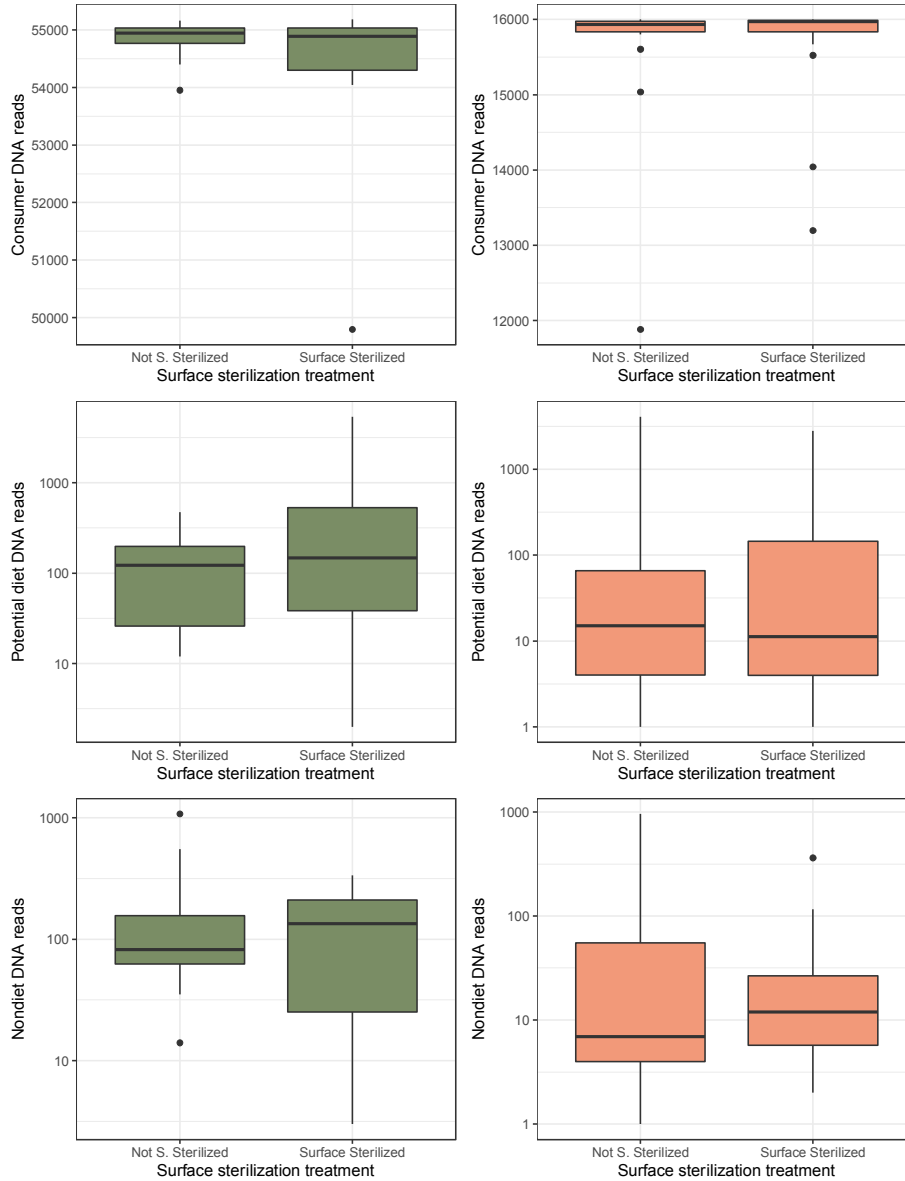 Consumer DNA reads
55000
54000
53000
52000
51000
50000
Not S. Sterilized Surface Sterilized
Surface sterilization treatment
Consumer DNA reads
16000
15000
14000
13000
12000
Not S. Sterilized Surface Sterilized
Surface sterilization treatment
Potential diet DNA reads
1000
100
10
Not S. Sterilized Surface Sterilized
Surface sterilization treatment
Potential diet DNA reads
1000
100
10
1
Not S. Sterilized Surface Sterilized
Surface sterilization treatment
Nondiet DNA reads
1000
100
10
Not S. Sterilized Surface Sterilized
Surface sterilization treatment
Nondiet DNA reads
1000
100
10
1
Not S. Sterilized Surface Sterilized
Surface sterilization treatment